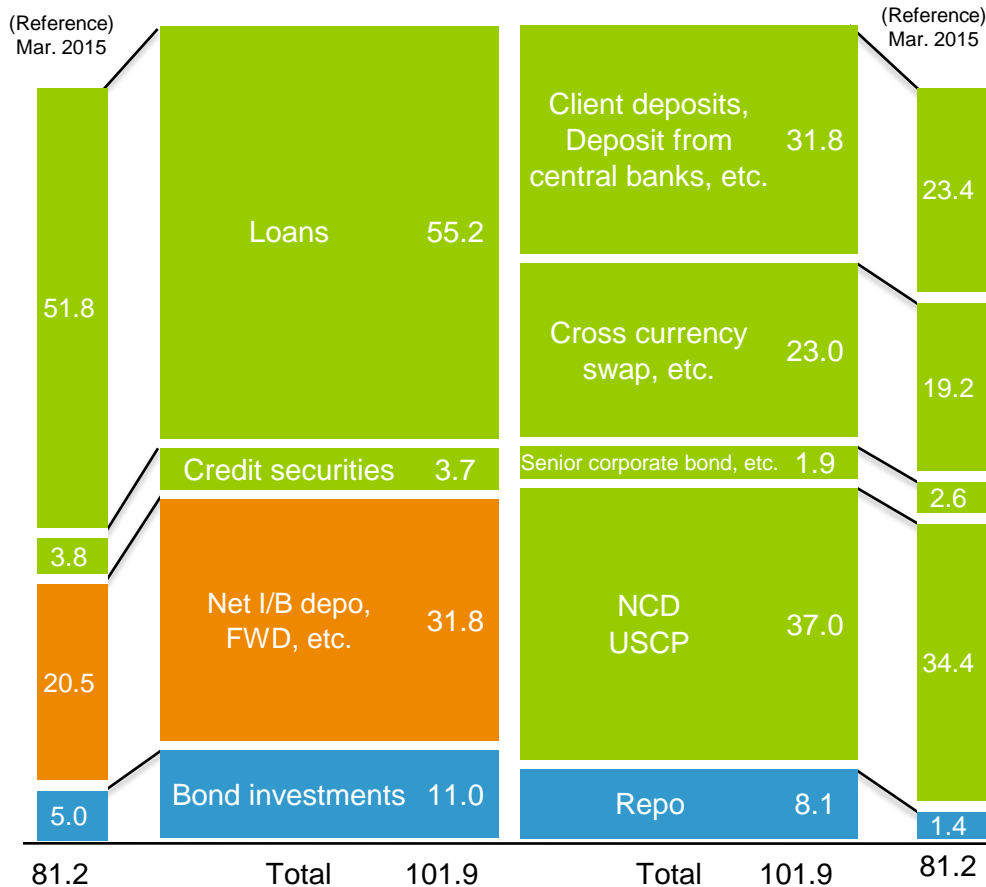 (Reference)
Mar. 2015
51.8
3.8
20.5
5.0
81.2
Loans 55.2
Credit securities 3.7
Net I/B depo,
FWD, etc.
31.8
Bond investments 11.0
Total 101.9
Client deposits,
Deposit from
central banks, etc.
31.8
Cross currency
swap, etc.
23.0
Senior corporate bond, etc. 1.9
NCD
USCP
37.0
Repo 8.1
Total 101.9
(Reference)
Mar. 2015
23.4
19.2
2.6
34.4
1.4
81.2